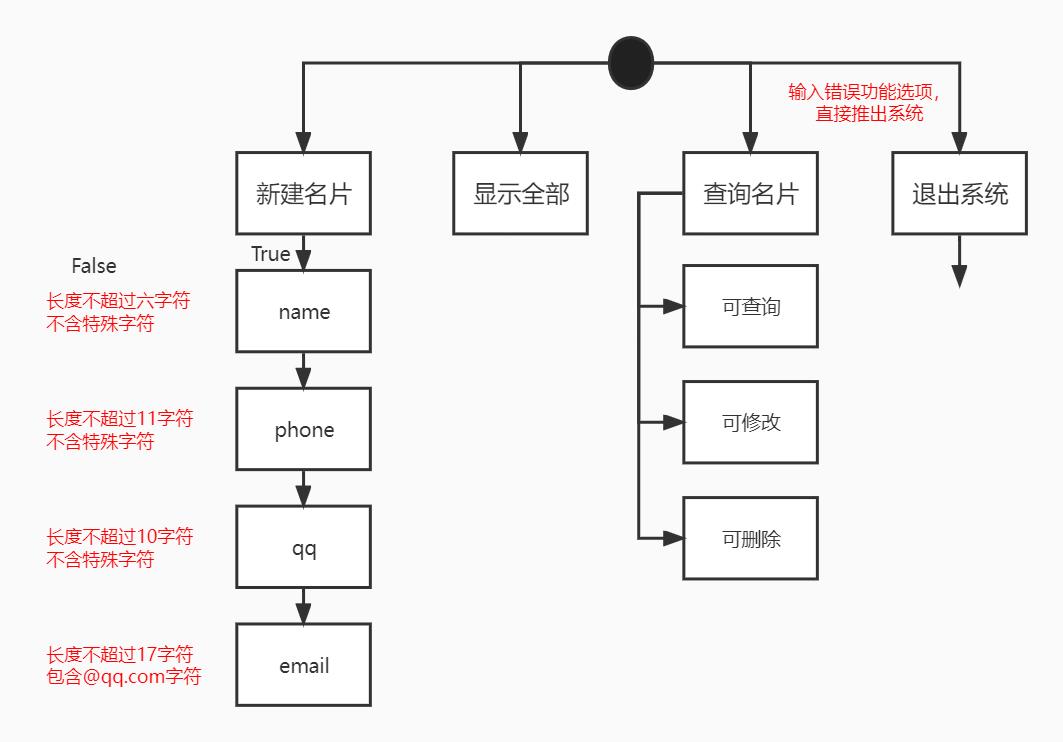 输入错误功能选项，
直接推出系统
新建名片
显示全部
查询名片
退出系统
True
False
长度不超过六字符
不含特殊字符
name
可查询
长度不超过11字符
不含特殊字符
phone
可修改
长度不超过10字符
不含特殊字符
qq
可删除
长度不超过17字符
包含@qq.com字符
email